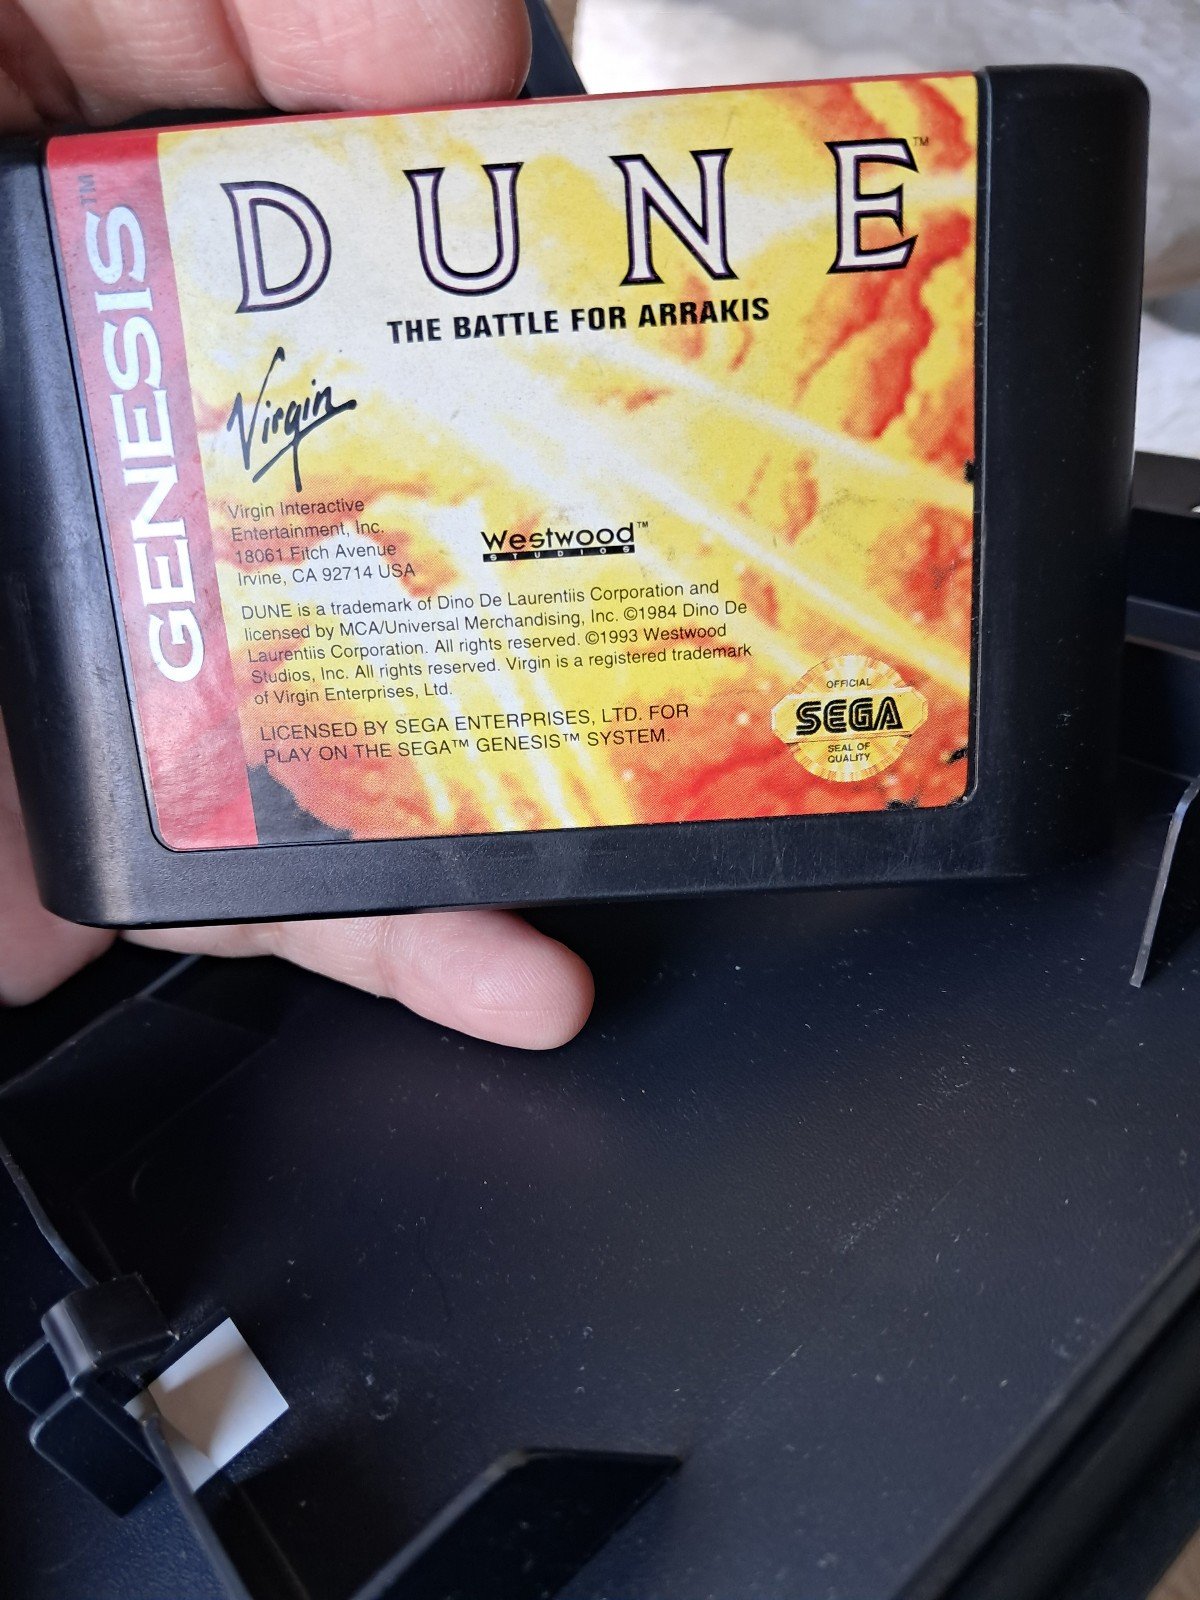 GENESIS™
DUNE™
THE BATTLE FOR ARRAKIS
Virgin
Virgin Interactive
Entertainment, Inc.
18061 Fitch Avenue
Irvine, CA 92714 USA
Westwood™
STUDIOS
DUNE is a trademark of Dino De Laurentiis Corporation and
licensed by MCA/Universal Merchandising, Inc. ©1984 Dino De
Laurentiis Corporation. All rights reserved. ©1993 Westwood
Studios, Inc. All rights reserved. Virgin is a registered trademark
of Virgin Enterprises, Ltd.
LICENSED BY SEGA ENTERPRISES, LTD. FOR
PLAY ON THE SEGA™ GENESIS™ SYSTEM.
OFFICIAL
SEGA
SEAL OF
QUALITY